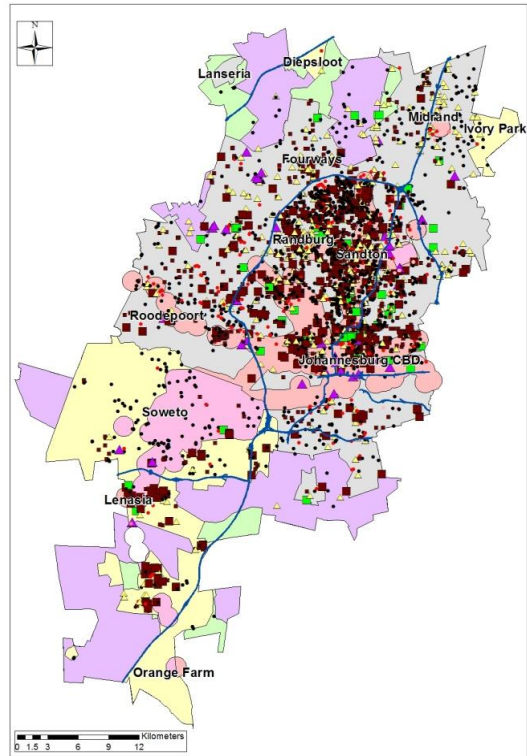 N
Diepsloot
Lanseria
Midrand
Ivory Park
Fourways
Randburg
Sandton
Roodepoort
Johannesburg CBD
Soweto
Lenasia
Orange Farm
Kilometers
0 1.5 3 6 9 12